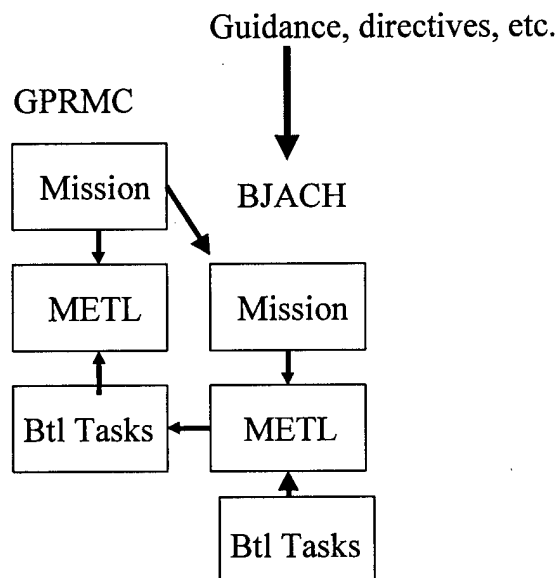 Guidance, directives, etc.
GPRMC
Mission
BJACH
METL
Mission
Btl Tasks
METL
Btl Tasks